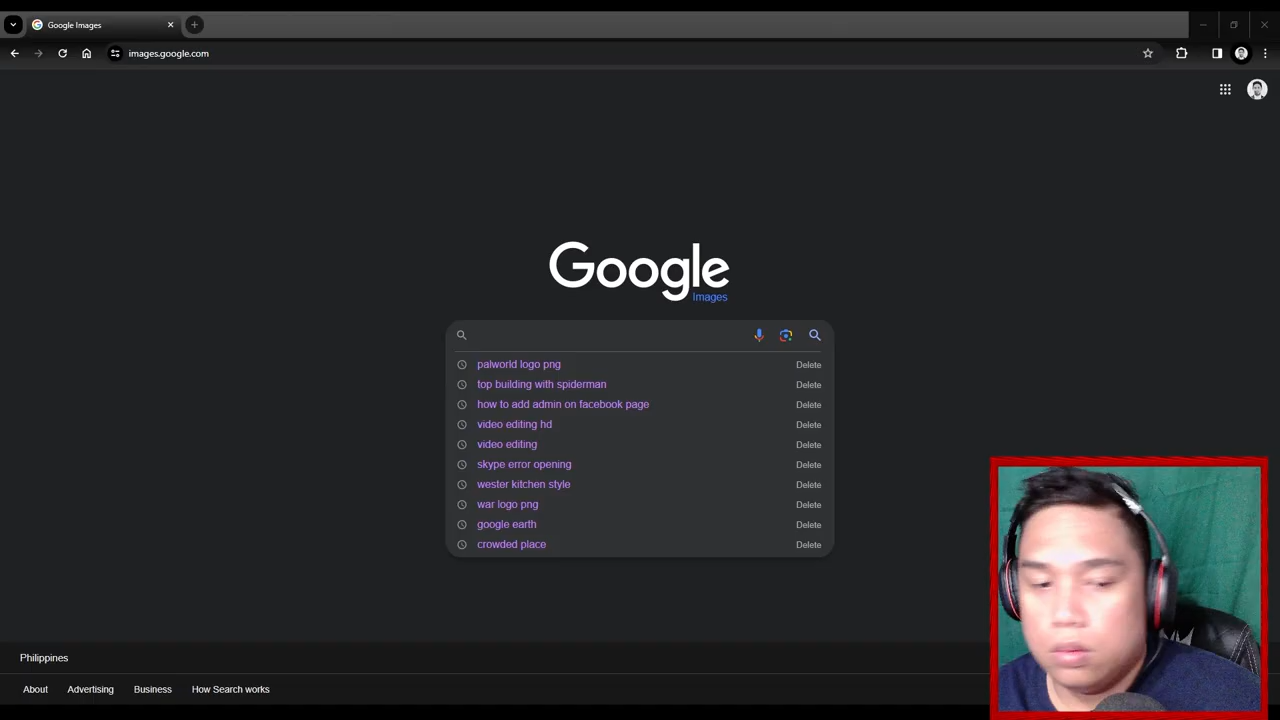 Google Images
images.google.com
Google
Images
palworld logo png Delete
top building with spiderman Delete
how to add admin on facebook page Delete
video editing hd Delete
video editing Delete
skype error opening Delete
wester kitchen style Delete
war logo png Delete
google earth Delete
crowded place Delete
Philippines
About Advertising Business How Search works